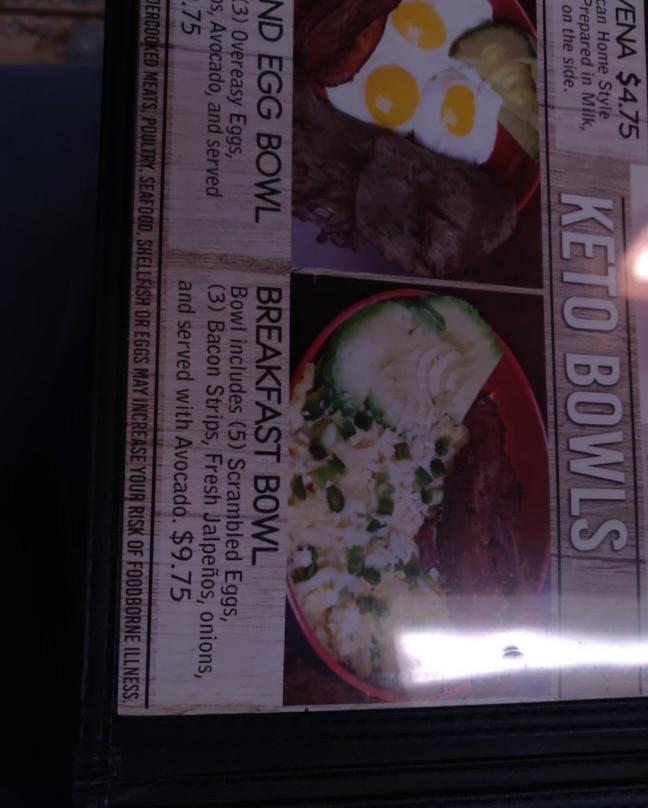 VENA $4.75
can Home Style
Prepared in Milk,
on the side.
KETO BOWLS
ND EGG BOWL
(3) Overeasy Eggs,
Avocado, and served
.75
BREAKFAST BOWL
Bowl includes (5) Scrambled Eggs,
(3) Bacon Strips, Fresh Jalpeños, onions,
and served with Avocado. $9.75
DERCOOKED MEATS, POULTRY, SEAFOOD, SHELLFISH OR EGGS MAY INCREASE YOUR RISK OF FOODBORNE ILLNESS.